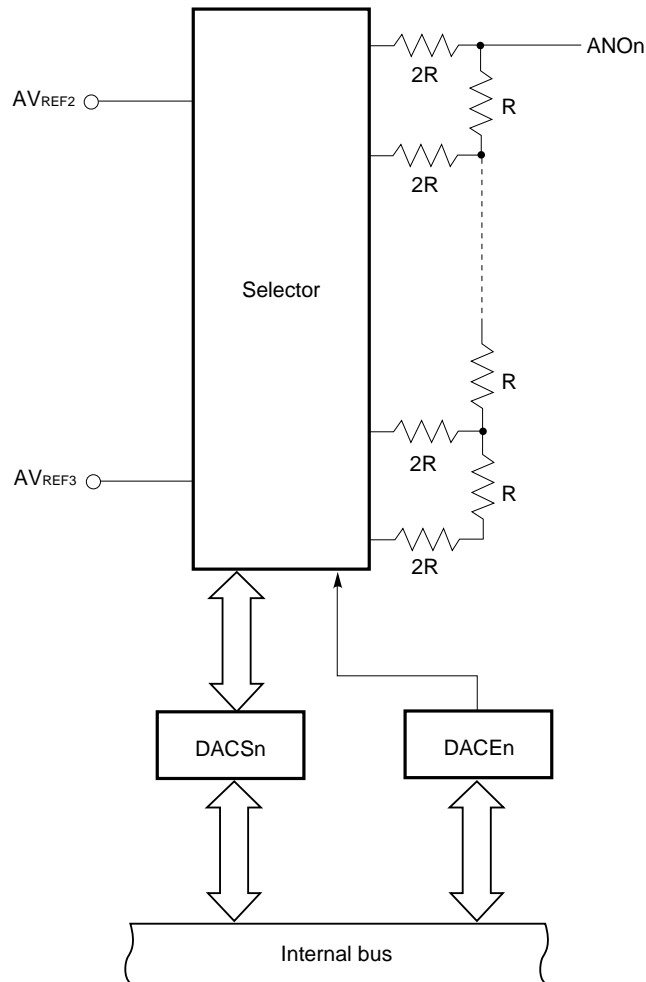 2R
ANOn
AVREF2
R
2R
Selector
R
2R
AVREF3
R
2R
DACSn
DACEn
Internal bus